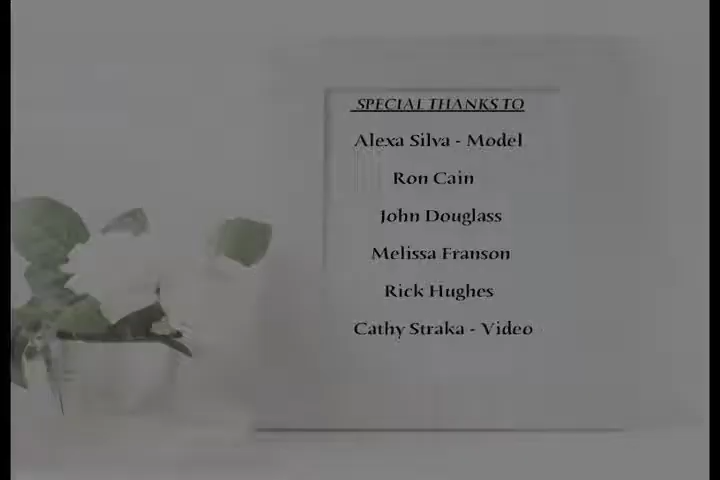 SPECIAL THANKS TO
Alexa Silva - Model
Ron Cain
John Douglass
Melissa Franson
Rick Hughes
Cathy Straka - Video